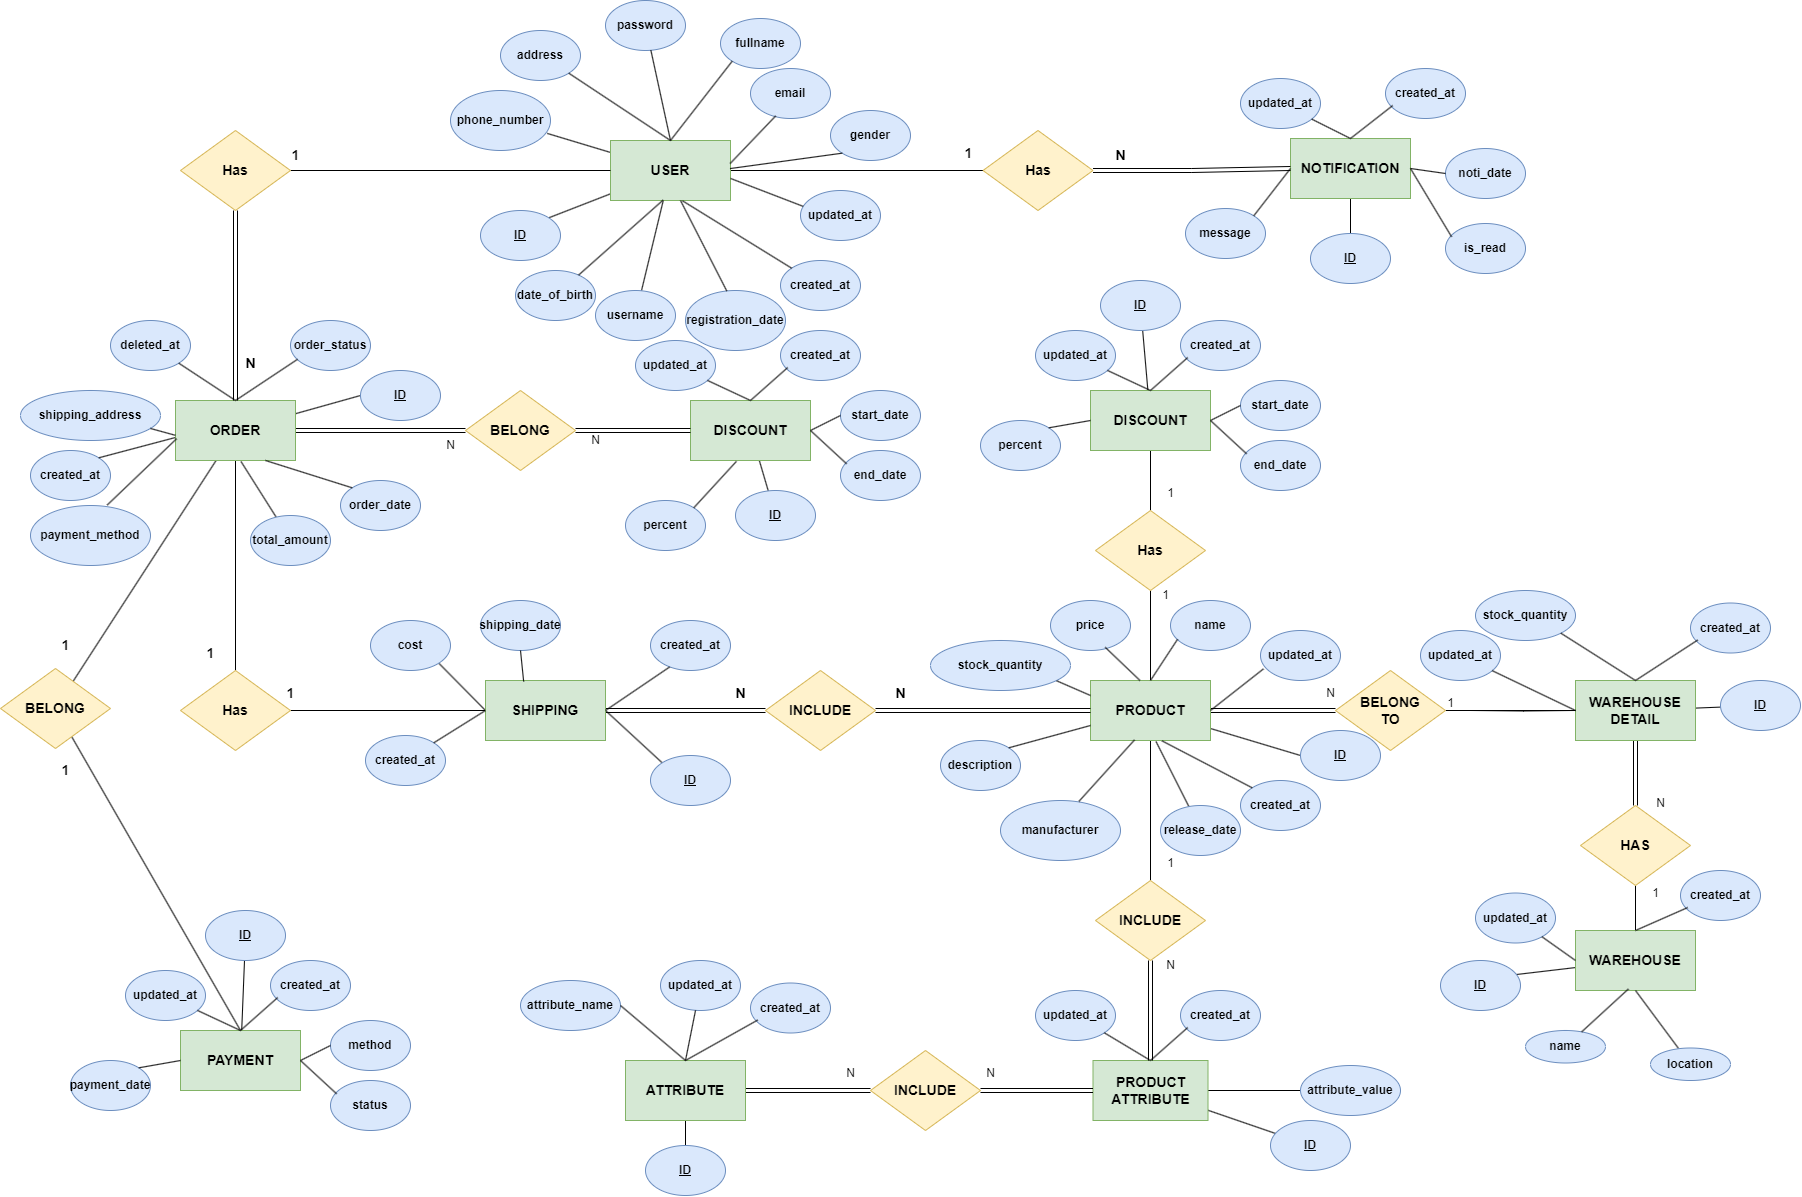 password
fullname
address
email
phone_number
gender
USER
ID
updated_at
date_of_birth
username
registration_date
created_at
Has
1
N
1
Has
N
updated_at
created_at
NOTIFICATION
noti_date
message
ID
is_read
deleted_at
order_status
ID
shipping_address
ORDER
created_at
payment_method
total_amount
order_date
N
BELONG
N
updated_at
created_at
DISCOUNT
start_date
end_date
percent
ID
ID
updated_at
created_at
DISCOUNT
start_date
end_date
percent
1
Has
1
1
BELONG
1
1
Has
1
cost
shipping_date
created_at
SHIPPING
created_at
ID
N
INCLUDE
N
price
name
stock_quantity
updated_at
PRODUCT
description
ID
manufacturer
release_date
created_at
N
BELONG
TO
1
stock_quantity
created_at
updated_at
WAREHOUSE
DETAIL
ID
N
HAS
1
created_at
updated_at
WAREHOUSE
ID
name
location
1
INCLUDE
N
ID
updated_at
created_at
PAYMENT
method
payment_date
status
attribute_name
updated_at
created_at
ATTRIBUTE
ID
N
INCLUDE
N
updated_at
created_at
PRODUCT
ATTRIBUTE
attribute_value
ID